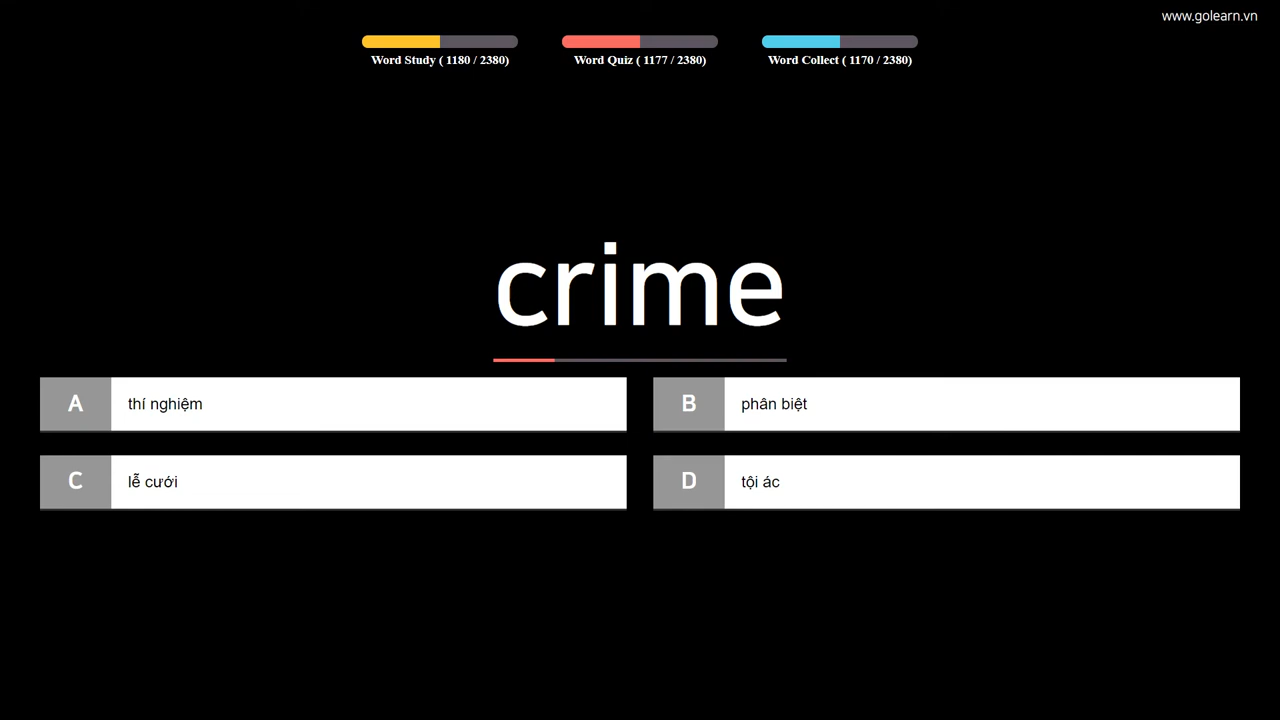 www.golearn.vn
Word Study ( 1180 / 2380)
Word Quiz ( 1177 / 2380)
Word Collect ( 1170 / 2380)
crime
A thí nghiệm
B phân biệt
C lễ cưới
D tội ác